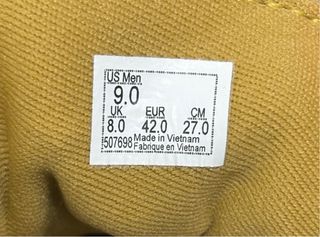 US Men
9.0
UK EUR CM
8.0 42.0 27.0
507698 Made in Vietnam
Fabriqué en Vietnam